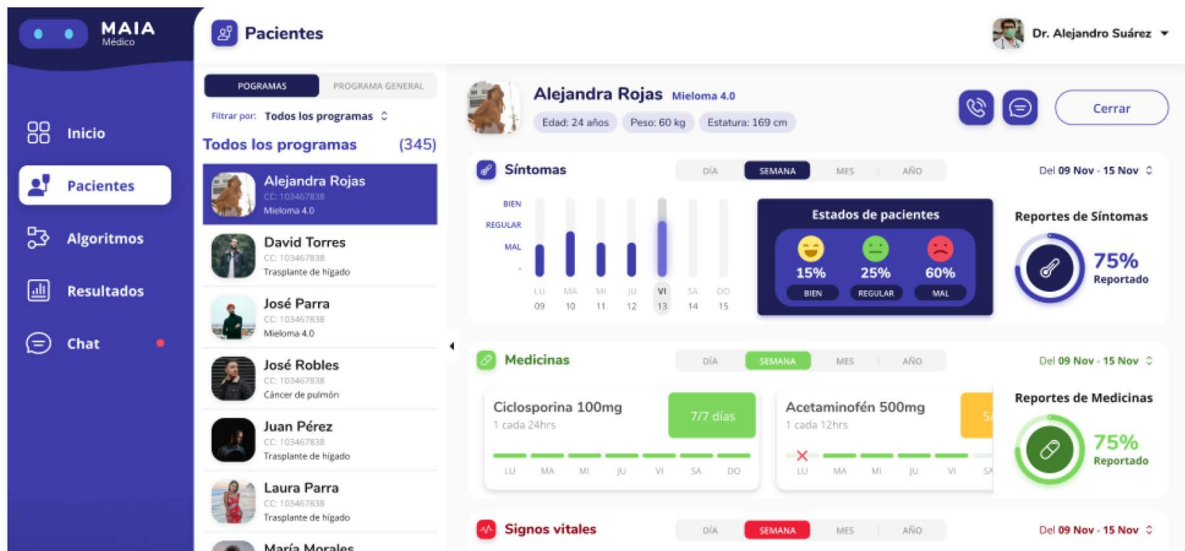 MAIA
Médico
Pacientes
Dr. Alejandro Suárez
Inicio
Pacientes
Algoritmos
Resultados
Chat
POGRAMAS
PROGRAMA GENERAL
Filtrar por: Todos los programas
Todos los programas (345)
Alejandra Rojas
CC: 103467838
Mieloma 4.0
David Torres
CC: 103467838
Trasplante de hígado
José Parra
CC: 103467838
Mieloma 4.0
José Robles
CC: 103467838
Cáncer de pulmón
Juan Pérez
CC: 103467838
Trasplante de hígado
Laura Parra
CC: 103467838
Trasplante de hígado
María Morales
Alejandra Rojas Mieloma 4.0
Edad: 24 años Peso: 60 kg Estatura: 169 cm
Cerrar
Síntomas
DÍA SEMANA MES AÑO
Del 09 Nov - 15 Nov
BIEN
REGULAR
MAL
-
LU MA MI JU VI SA DO
09 10 11 12 13 14 15
Estados de pacientes
15% 25% 60%
BIEN REGULAR MAL
Reportes de Síntomas
75%
Reportado
Medicinas
DÍA SEMANA MES AÑO
Del 09 Nov - 15 Nov
Ciclosporina 100mg
1 cada 24hrs
7/7 días
LU MA MI JU VI SA DO
Acetaminofén 500mg
1 cada 12hrs
5/
LU MA MI JU VI SA
Reportes de Medicinas
75%
Reportado
Signos vitales
DÍA SEMANA MES AÑO
Del 09 Nov - 15 Nov